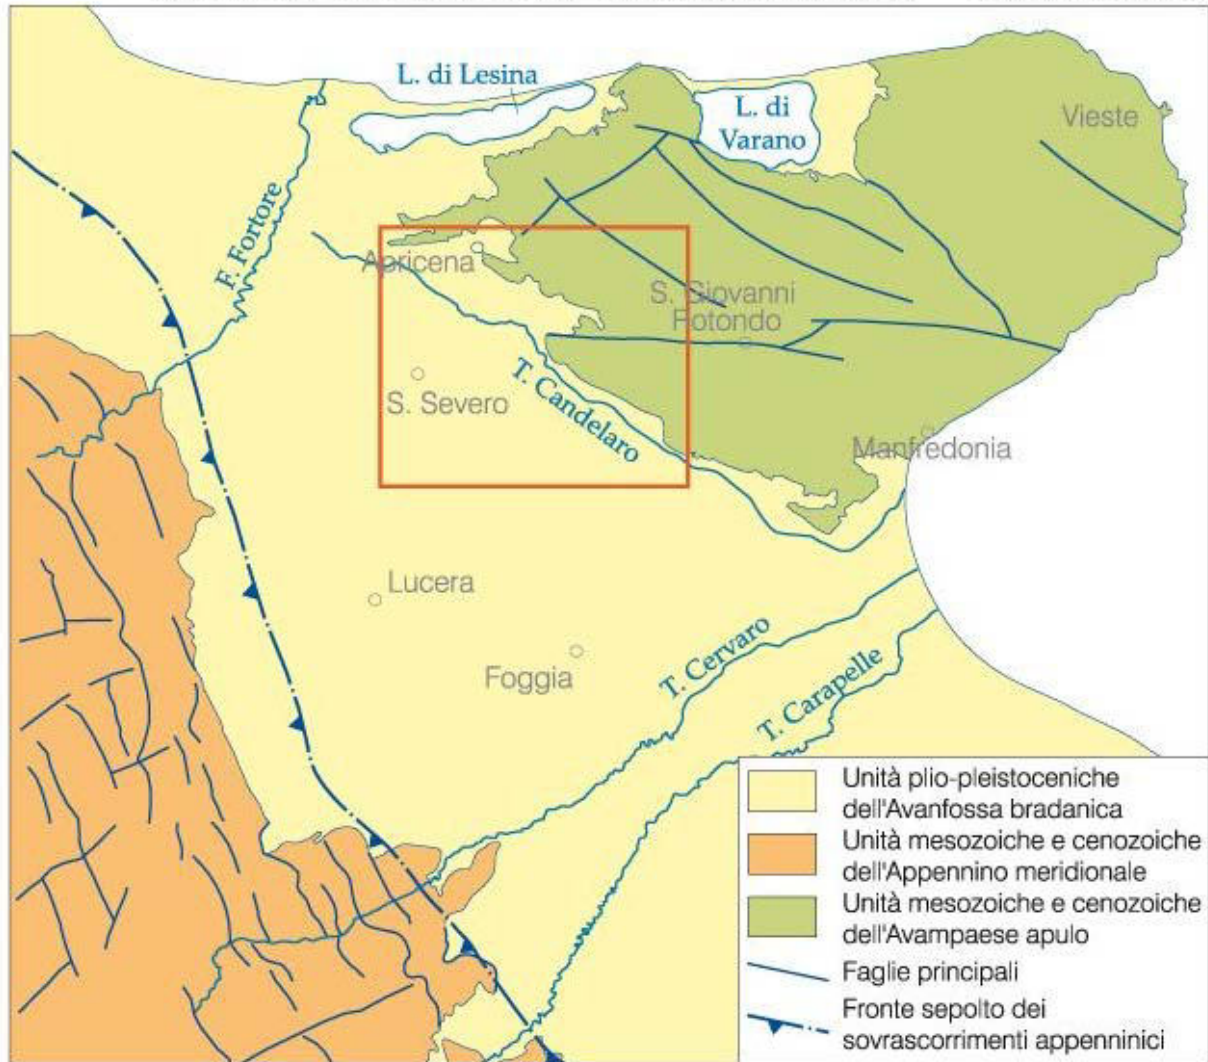 L. di Lesina
L. di
Varano
Vieste
F. Fortore
Apricena
S. Giovanni
Rotondo
T. Candelaro
S. Severo
Manfredonia
Lucera
Foggia
T. Cervaro
T. Carapelle
Unità plio-pleistoceniche
dell'Avanfossa bradanica
Unità mesozoiche e cenozoiche
dell'Appennino meridionale
Unità mesozoiche e cenozoiche
dell'Avampaese apulo
Faglie principali
Fronte sepolto dei
sovrascorrimenti appenninici